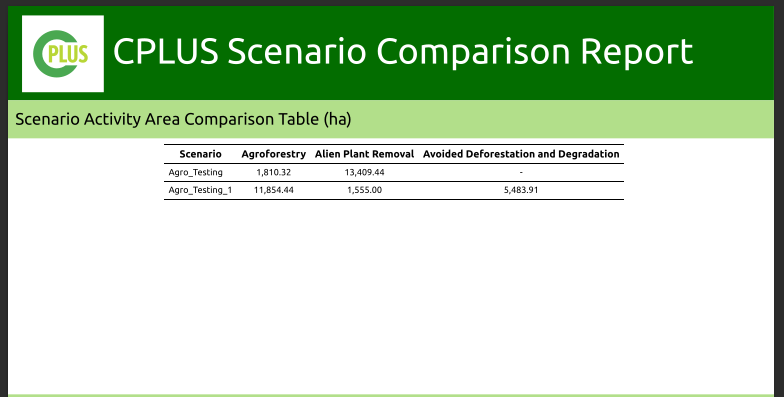 CPLUS CPLUS Scenario Comparison Report
Scenario Activity Area Comparison Table (ha)
Scenario Agroforestry Alien Plant Removal Avoided Deforestation and Degradation
Agro_Testing 1,810.32 13,409.44 -
Agro_Testing_1 11,854.44 1,555.00 5,483.91